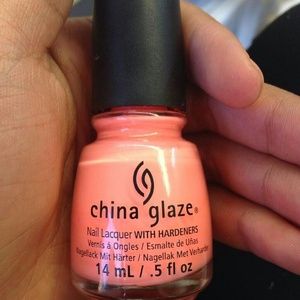 china glaze®
Nail Lacquer WITH HARDENERS
Vernis à Ongles / Esmalte de Uñas
Nagellack Mit Härter / Nagellak Met Verharder
14 mL / .5 fl oz